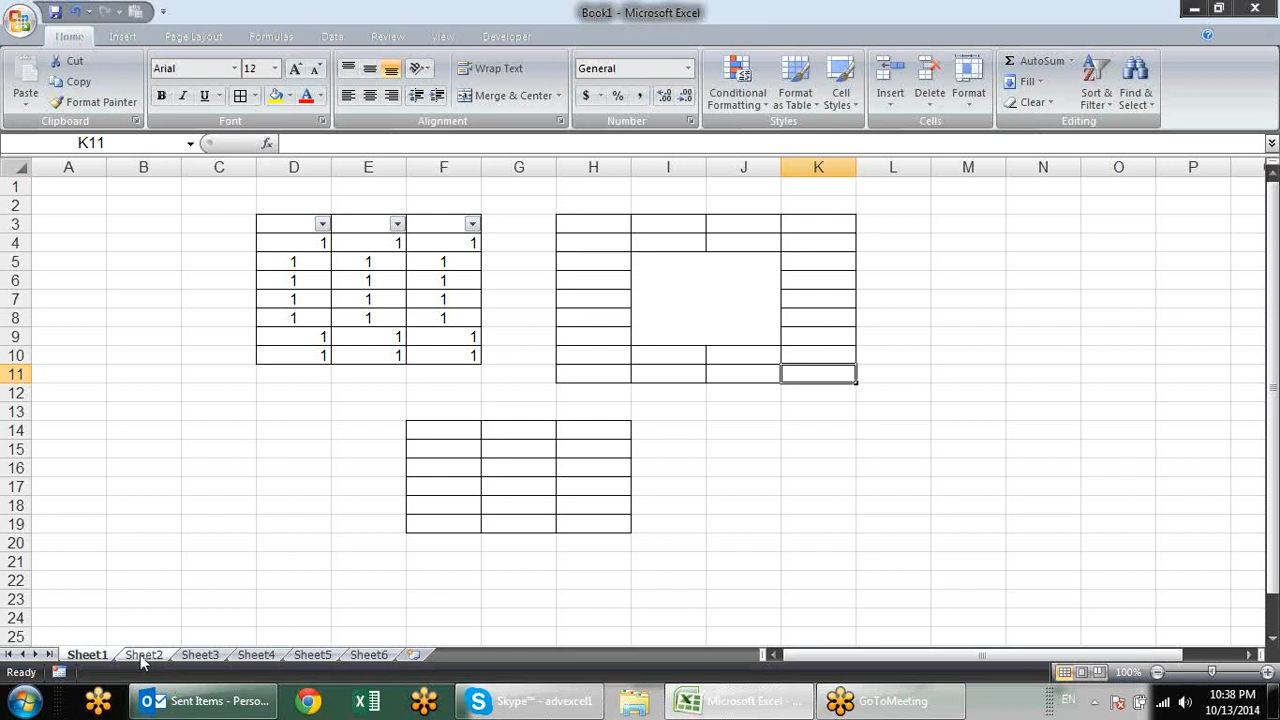 Book1 - Microsoft Excel
Home Insert Page Layout Formulas Data Review View Developer
Cut
Copy
Format Painter
Paste
Clipboard
Arial 12
B I U
Font
Wrap Text
Merge & Center
Alignment
General
$ % ,
Number
Conditional Formatting
Format as Table
Cell Styles
Styles
Insert Delete Format
Cells
AutoSum
Fill
Clear
Sort & Filter
Find & Select
Editing
K11 fx
A B C D E F G H I J K L M N O P
1
2
3
4 1 1 1
5 1 1 1
6 1 1 1
7 1 1 1
8 1 1 1
9 1 1 1
10 1 1 1
11
12
13
14
15
16
17
18
19
20
21
22
23
24
25
Sheet1 Sheet2 Sheet3 Sheet4 Sheet5 Sheet6
Ready 100%
Sent Items - Perso...
Skype™ - advexcel1
Microsoft Excel - ...
GoToMeeting
EN
10:38 PM
10/13/2014